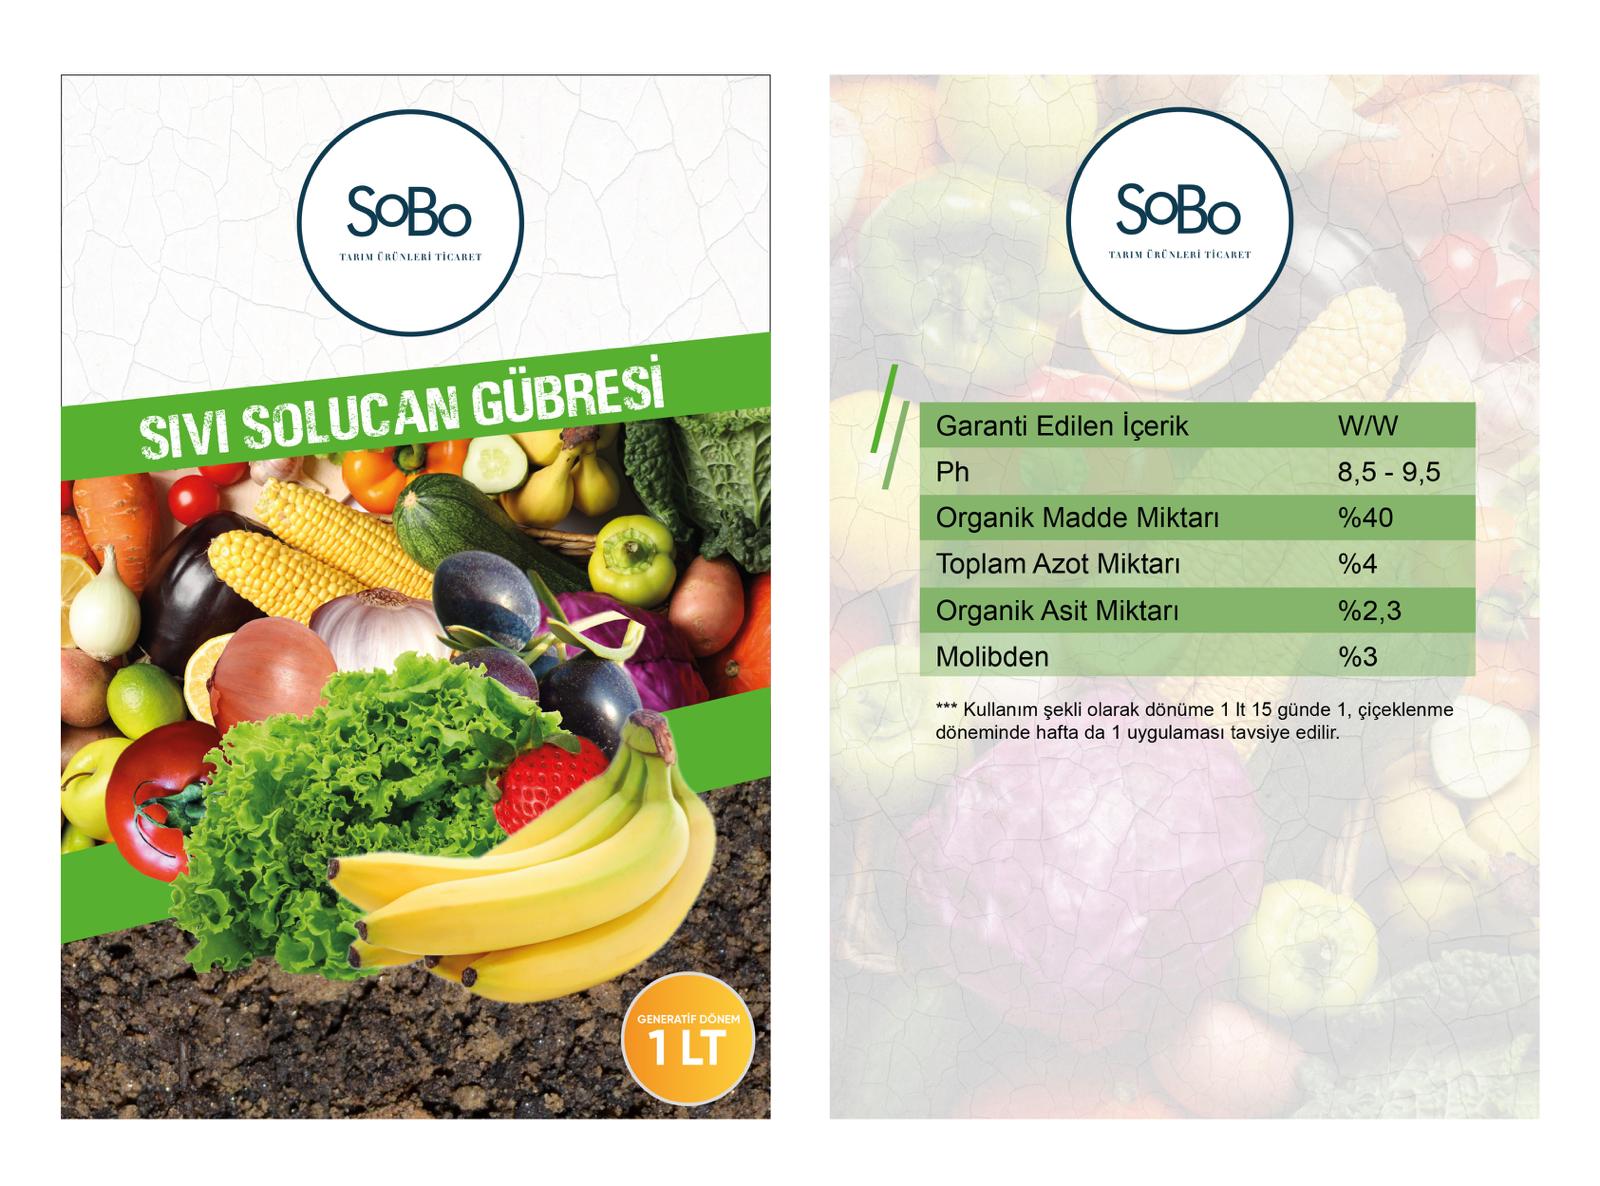 SoBo
TARIM ÜRÜNLERİ TİCARET
SIVI SOLUCAN GÜBRESİ
GENERATİF DÖNEM
1 LT
SoBo
TARIM ÜRÜNLERİ TİCARET
Garanti Edilen İçerik W/W
Ph 8,5 - 9,5
Organik Madde Miktarı %40
Toplam Azot Miktarı %4
Organik Asit Miktarı %2,3
Molibden %3
*** Kullanım şekli olarak dönüme 1 lt 15 günde 1, çiçeklenme
döneminde hafta da 1 uygulaması tavsiye edilir.